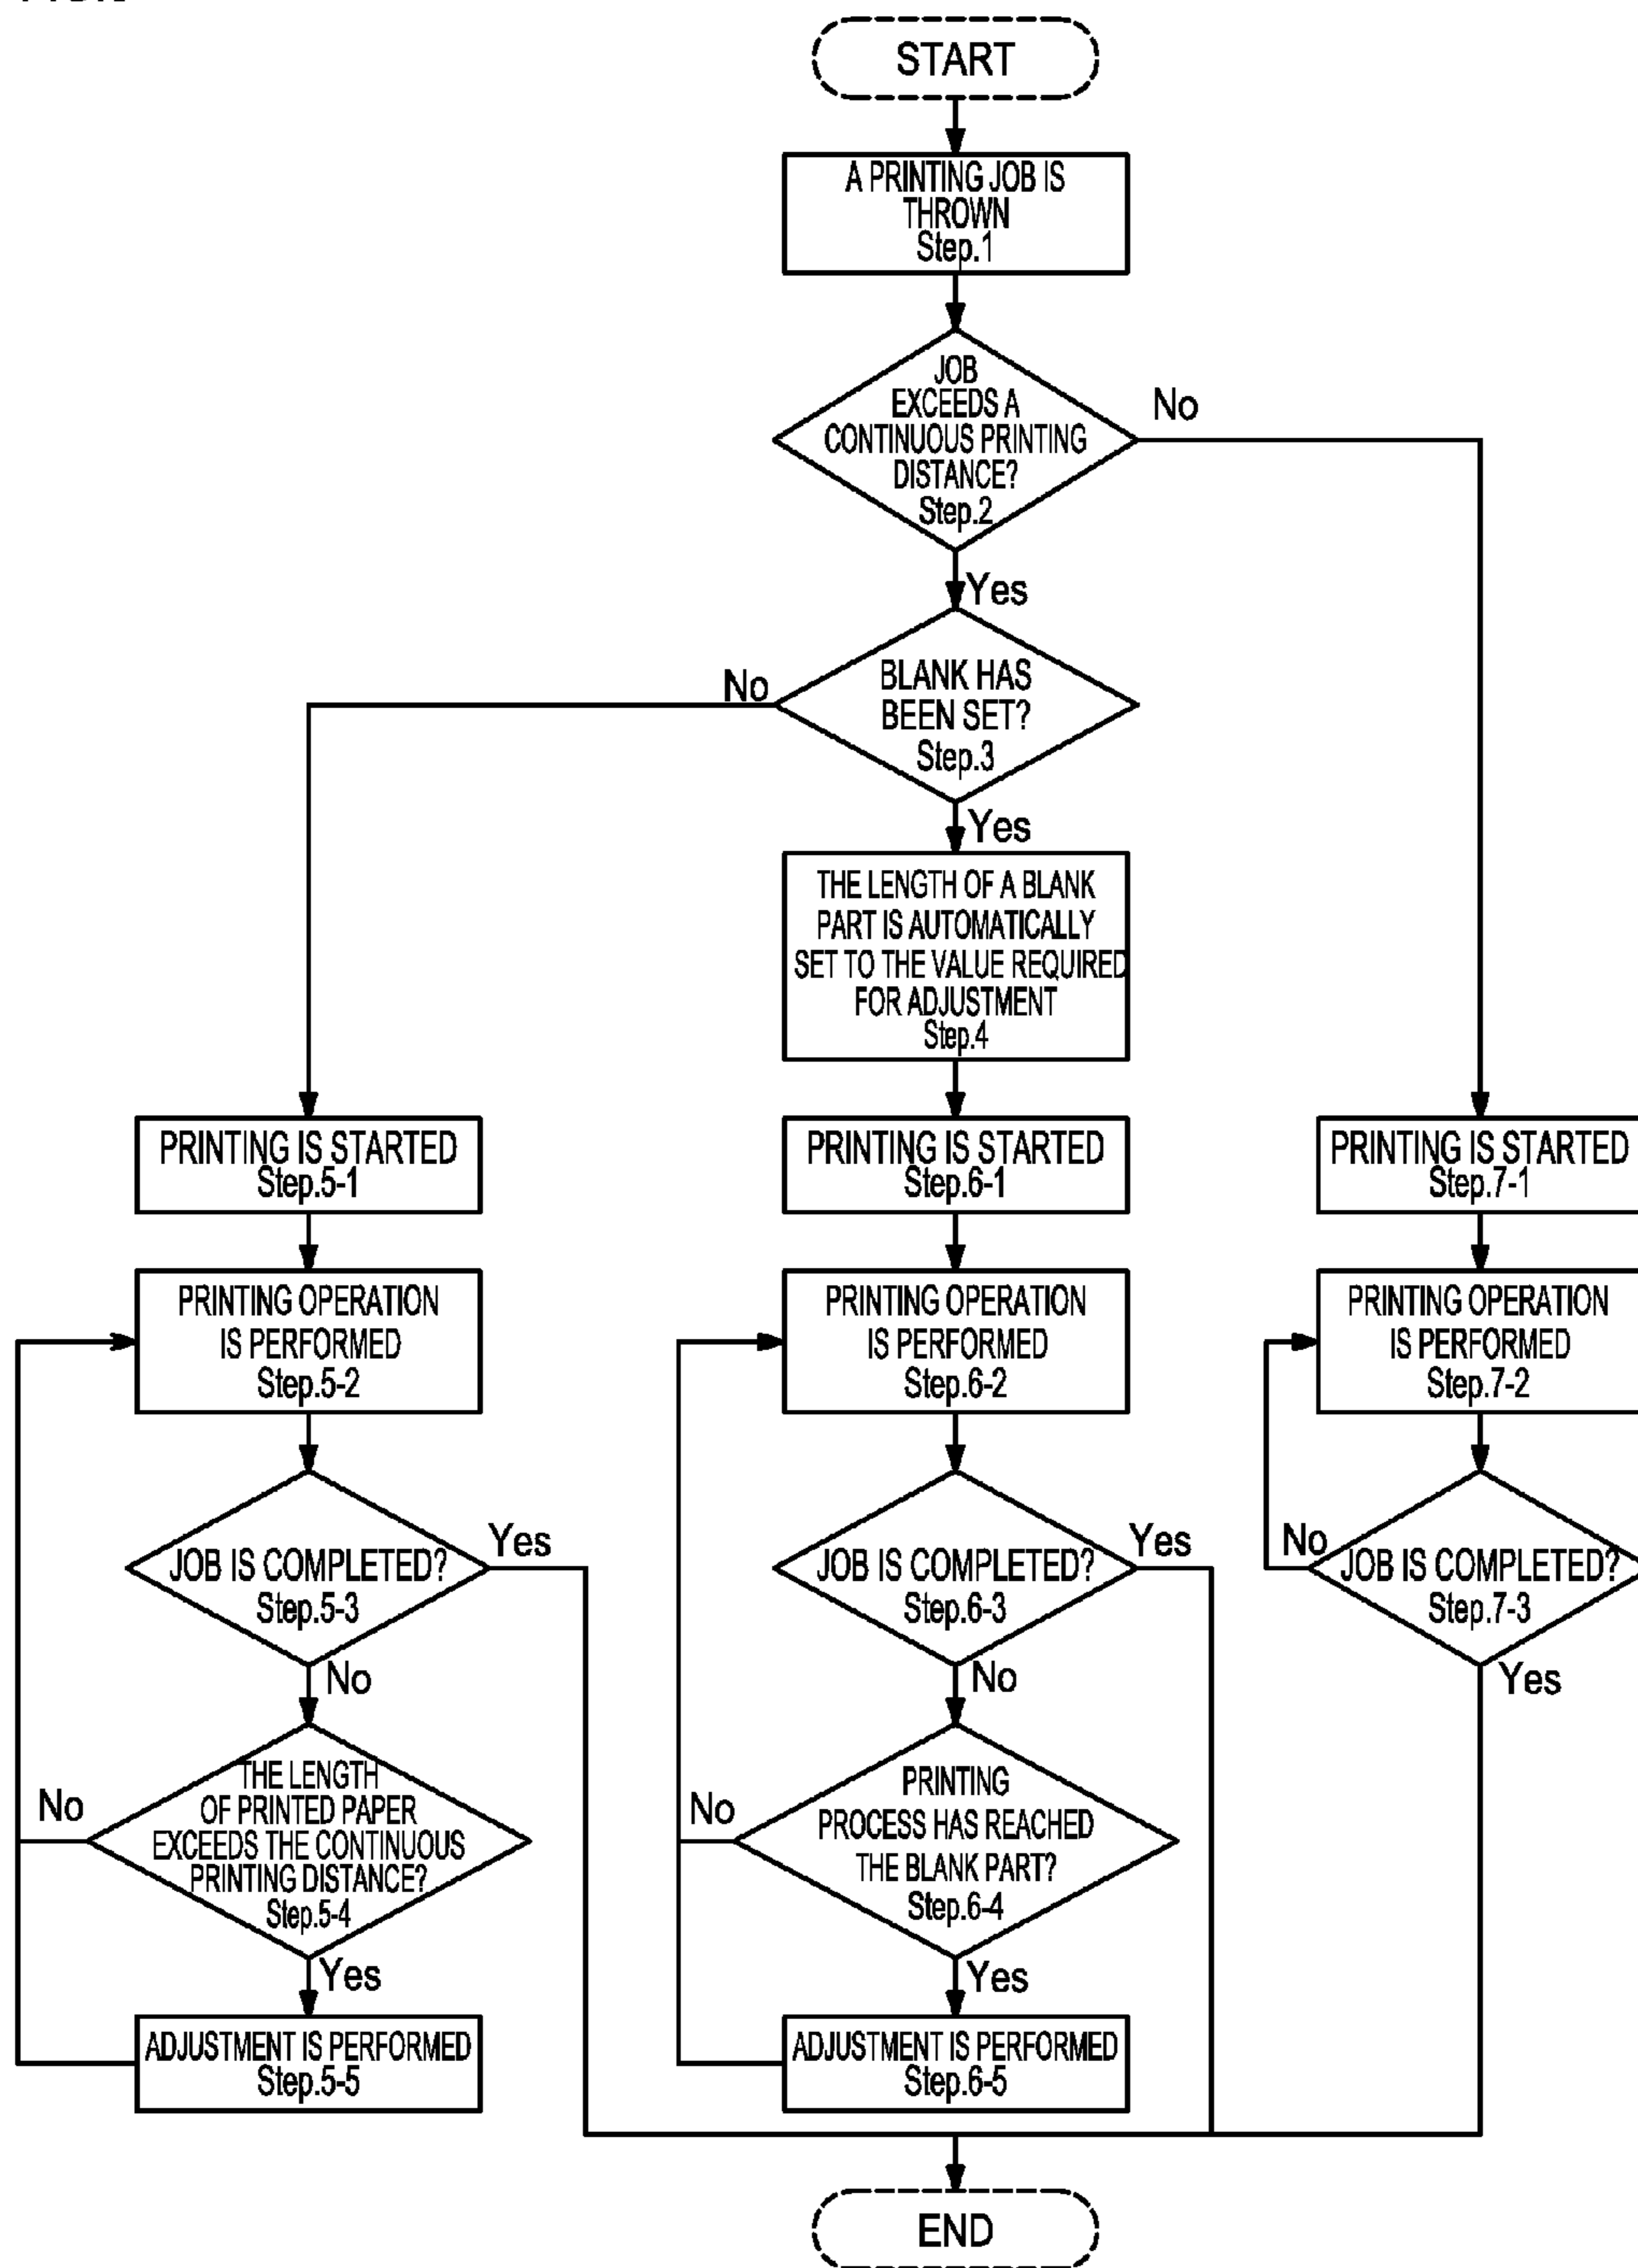 START
A PRINTING JOB IS
THROWN
Step.1
JOB
EXCEEDS A
CONTINUOUS PRINTING
DISTANCE?
Step.2
No
Yes
BLANK HAS
BEEN SET?
Step.3
No
Yes
THE LENGTH OF A BLANK
PART IS AUTOMATICALLY
SET TO THE VALUE REQUIRED
FOR ADJUSTMENT
Step.4
PRINTING IS STARTED
Step.5-1
PRINTING OPERATION
IS PERFORMED
Step.5-2
JOB IS COMPLETED?
Step.5-3
Yes
No
THE LENGTH
OF PRINTED PAPER
EXCEEDS THE CONTINUOUS
PRINTING DISTANCE?
Step.5-4
No
Yes
ADJUSTMENT IS PERFORMED
Step.5-5
PRINTING IS STARTED
Step.6-1
PRINTING OPERATION
IS PERFORMED
Step.6-2
JOB IS COMPLETED?
Step.6-3
Yes
No
PRINTING
PROCESS HAS REACHED
THE BLANK PART?
Step.6-4
No
Yes
ADJUSTMENT IS PERFORMED
Step.6-5
PRINTING IS STARTED
Step.7-1
PRINTING OPERATION
IS PERFORMED
Step.7-2
No
JOB IS COMPLETED?
Step.7-3
Yes
END